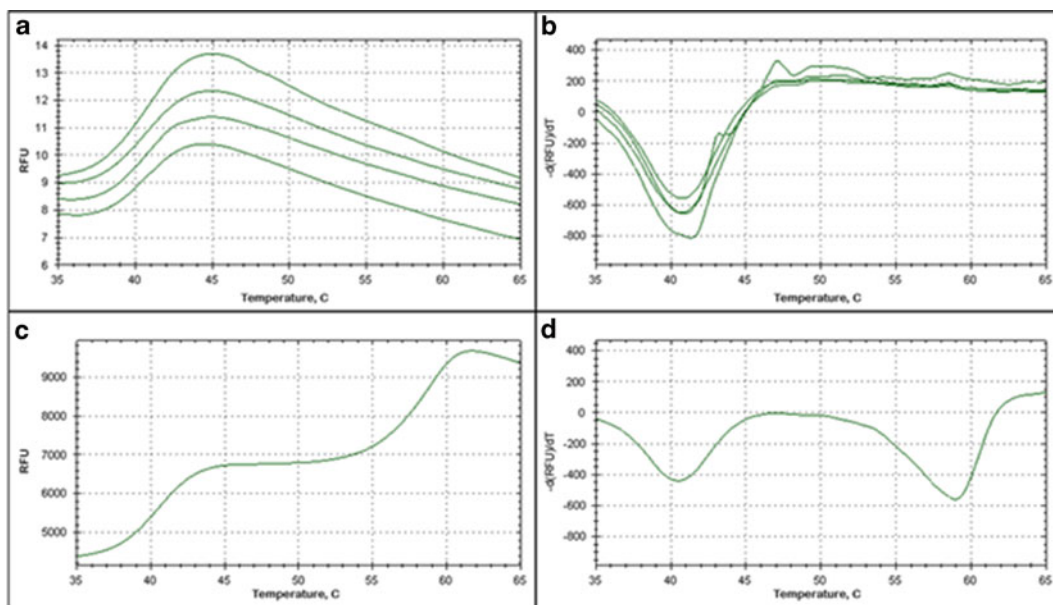 a
14
13
12
11
10
9
8
7
6
RFU
35 40 45 50 55 60 65
Temperature, C
b
400
200
0
-200
-400
-600
-800
-d(RFU)/dT
35 40 45 50 55 60 65
Temperature, C
c
9000
8000
7000
6000
5000
RFU
35 40 45 50 55 60 65
Temperature, C
d
400
200
0
-200
-400
-600
-800
-d(RFU)/dT
35 40 45 50 55 60 65
Temperature, C